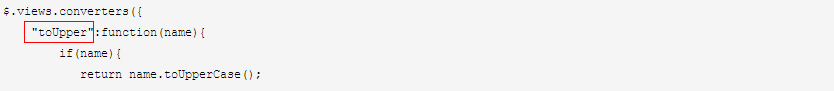 $.views.converters({
"toUpper":function(name){
if(name){
return name.toUpperCase();